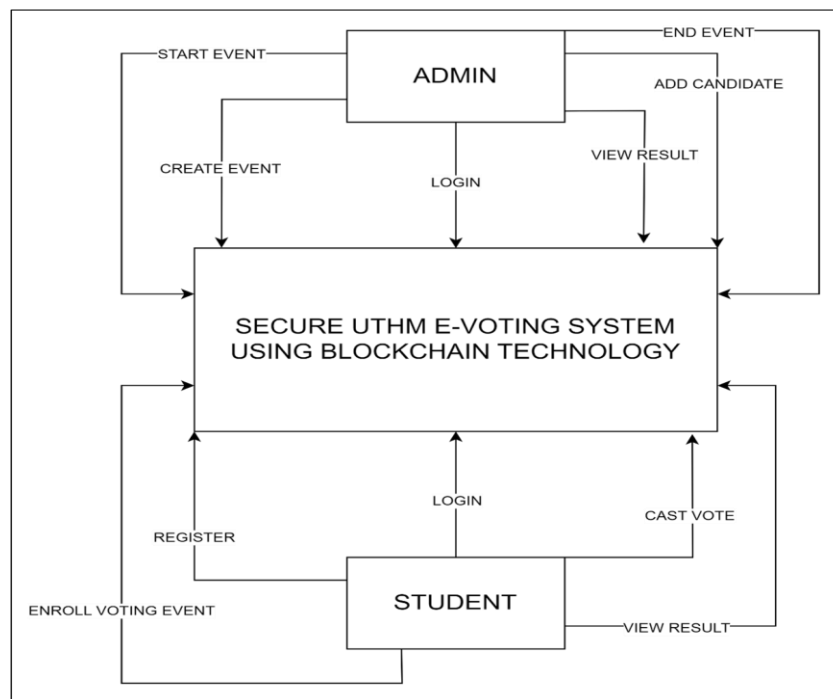 END EVENT
START EVENT
ADMIN
ADD CANDIDATE
VIEW RESULT
CREATE EVENT
LOGIN
SECURE UTHM E-VOTING SYSTEM
USING BLOCKCHAIN TECHNOLOGY
LOGIN
CAST VOTE
REGISTER
STUDENT
ENROLL VOTING EVENT
VIEW RESULT